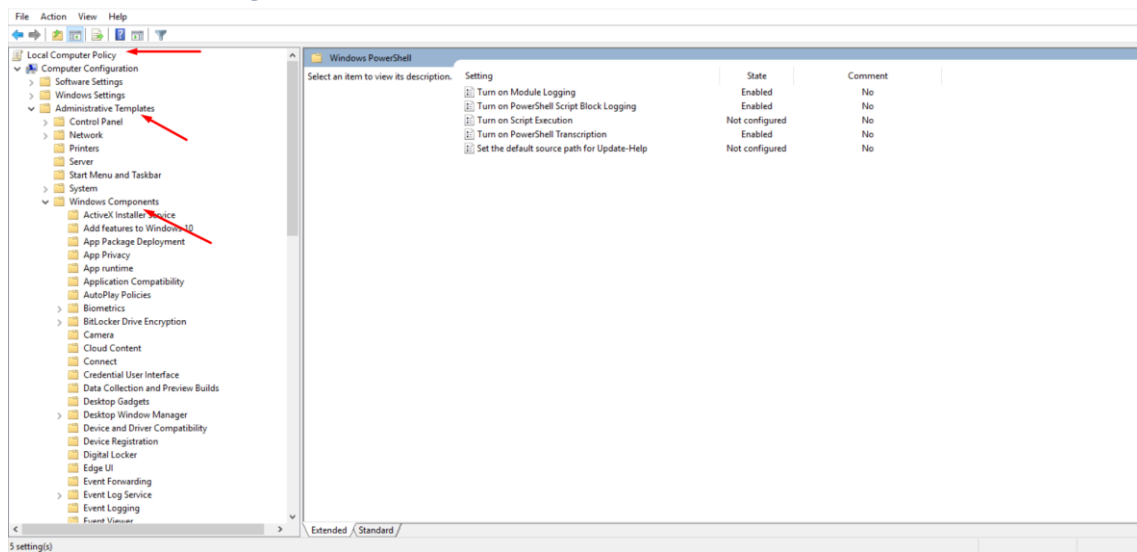 File Action View Help
Local Computer Policy
Computer Configuration
Software Settings
Windows Settings
Administrative Templates
Control Panel
Network
Printers
Server
Start Menu and Taskbar
System
Windows Components
ActiveX Installer Service
Add features to Windows 10
App Package Deployment
App Privacy
App runtime
Application Compatibility
AutoPlay Policies
Biometrics
BitLocker Drive Encryption
Camera
Cloud Content
Connect
Credential User Interface
Data Collection and Preview Builds
Desktop Gadgets
Desktop Window Manager
Device and Driver Compatibility
Device Registration
Digital Locker
Edge UI
Event Forwarding
Event Log Service
Event Logging
Event Viewer
Windows PowerShell
Select an item to view its description.
Setting State Comment
Turn on Module Logging Enabled No
Turn on PowerShell Script Block Logging Enabled No
Turn on Script Execution Not configured No
Turn on PowerShell Transcription Enabled No
Set the default source path for Update-Help Not configured No
Extended Standard
5 setting(s)